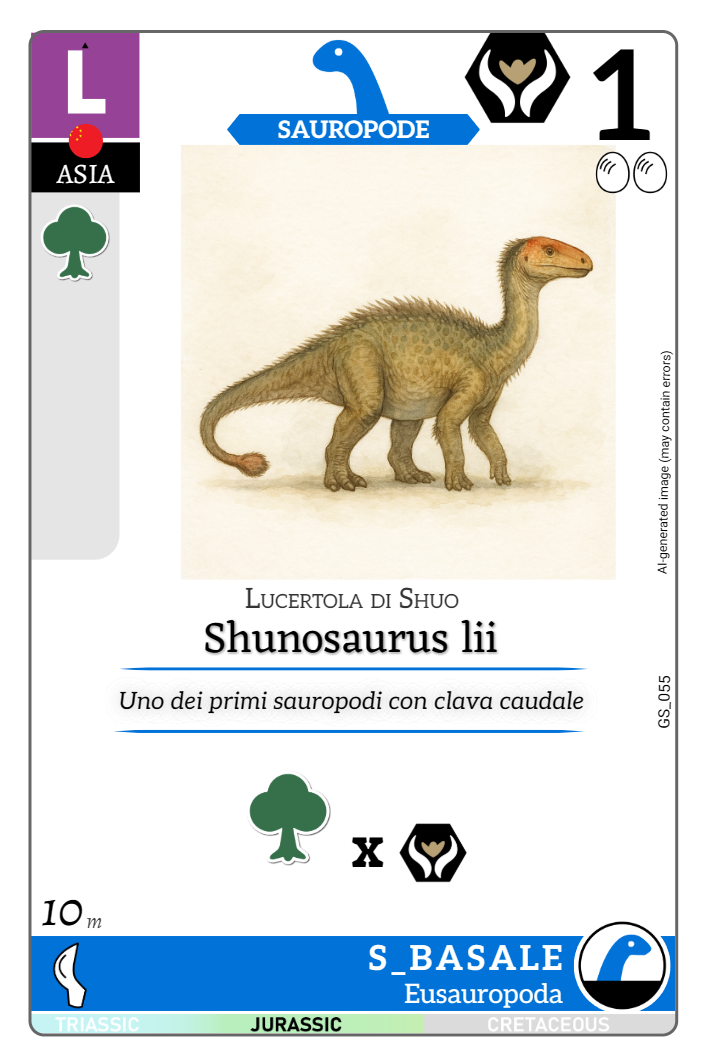 L
ASIA
SAUROPODE
1
AI-generated image (may contain errors)
Lucertola di Shuo
Shunosaurus lii
Uno dei primi sauropodi con clava caudale
GS_055
x
10 m
S_BASALE
Eusauropoda
TRIASSIC JURASSIC CRETACEOUS